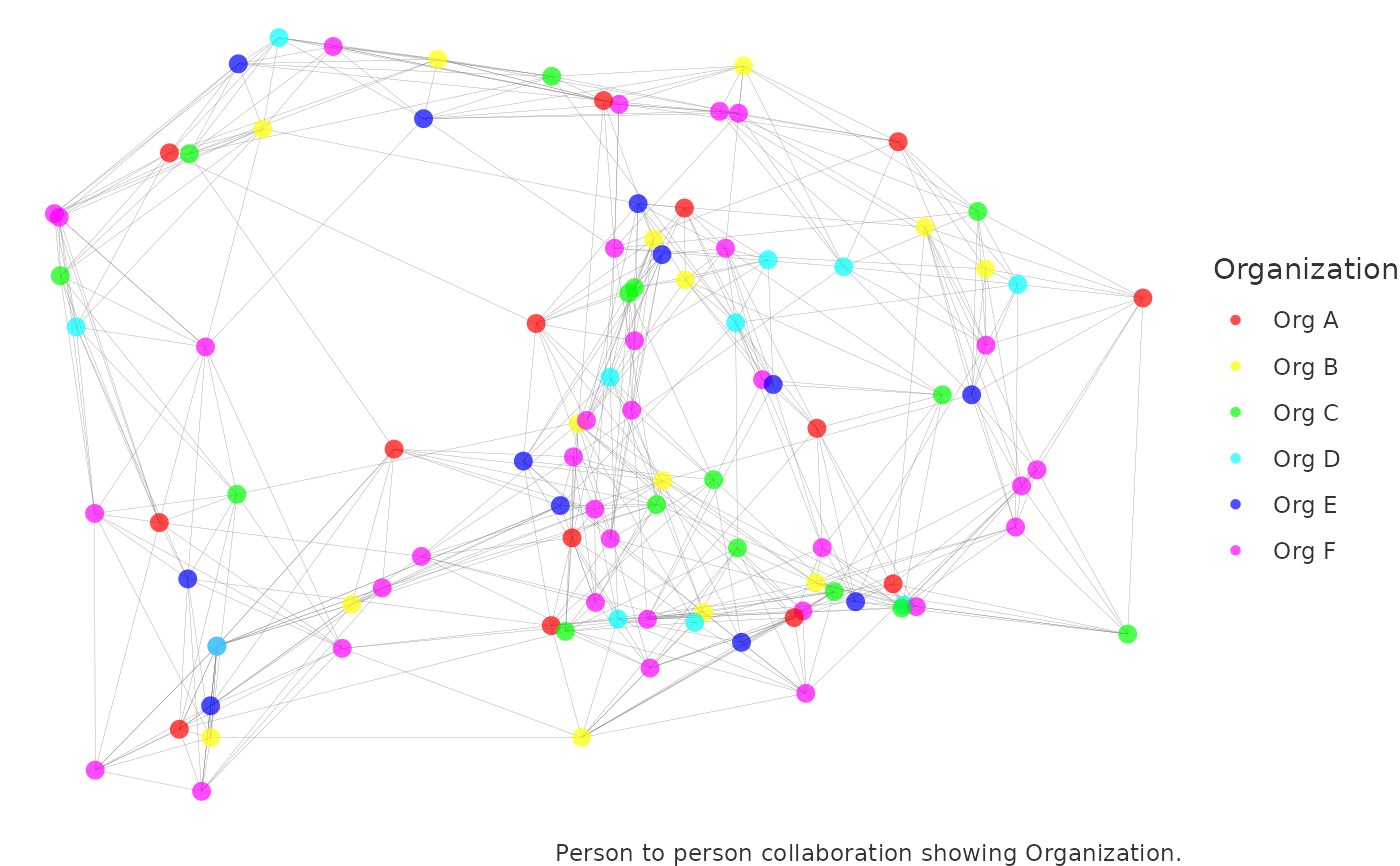 Organization
Org A
Org B
Org C
Org D
Org E
Org F
Person to person collaboration showing Organization.